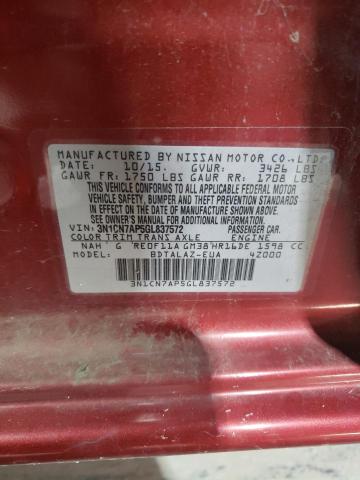 MANUFACTURED BY NISSAN MOTOR CO.,LTD.
DATE: 10/15. GVWR: 3426 LBS
GAWR FR: 1750 LBS GAWR RR: 1708 LBS
THIS VEHICLE CONFORMS TO ALL APPLICABLE FEDERAL MOTOR
VEHICLE SAFETY, BUMPER, AND THEFT PREVENTION STANDARDS
IN EFFECT ON THE DATE OF MANUFACTURE SHOWN ABOVE.
SEE OWNER'S MANUAL FOR ADDITIONAL INFORMATION
VIN: 3N1CN7AP5GL837572 PASSENGER CAR.
COLOR TRIM TRANS AXLE ENGINE
NAH G RE0F11A GM38 HR16DE 1598 CC
MODEL: BDTALAZ-EUA 4Z000
3N1CN7AP5GL837572